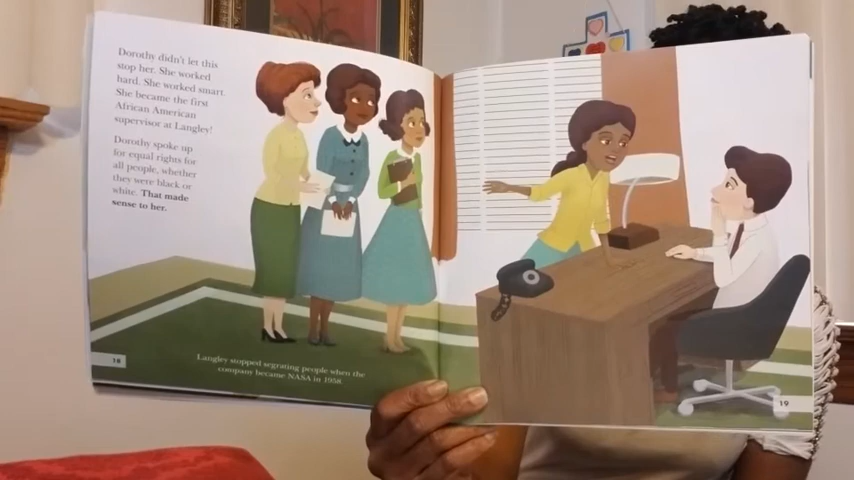 Dorothy didn't let this
stop her. She worked
hard. She worked smart.
She became the first
African American
supervisor at Langley!
Dorothy spoke up
for equal rights for
all people, whether
they were black or
white. That made
sense to her.
Langley stopped segrating people when the
company became NASA in 1958.
18
19